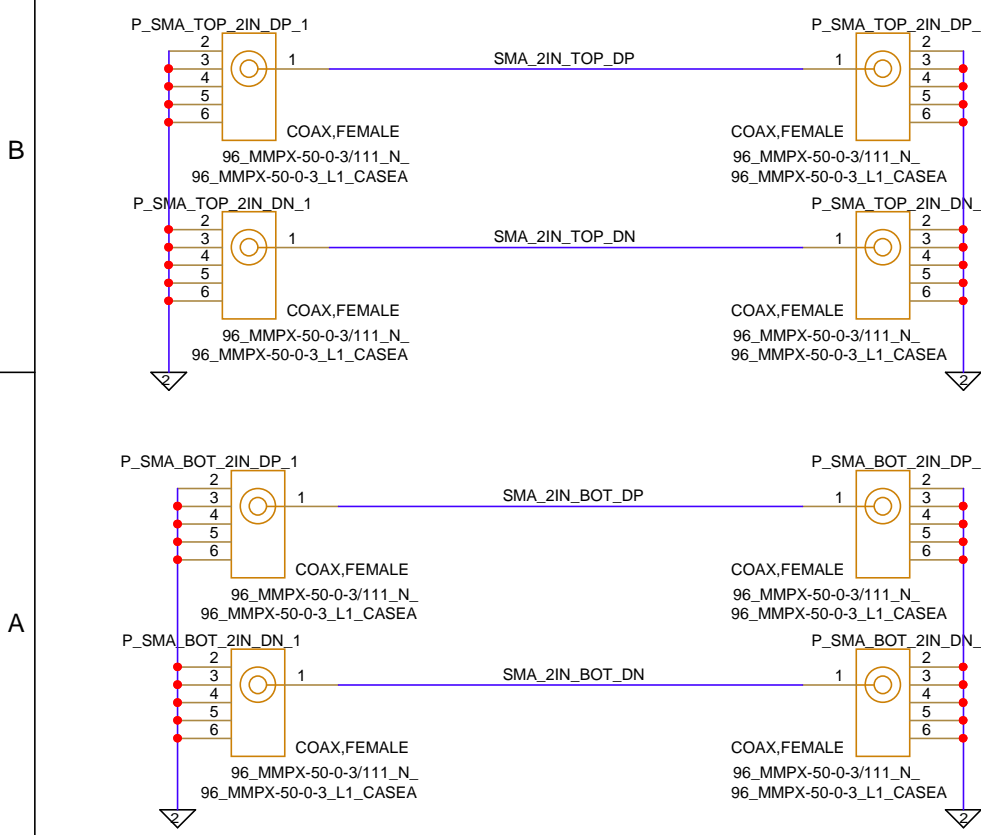 P_SMA_TOP_2IN_DP_1
P_SMA_TOP_2IN_DP_
2
3
4
5
6
1
SMA_2IN_TOP_DP
1
2
3
4
5
6
COAX,FEMALE
COAX,FEMALE
96_MMPX-50-0-3/111_N_
96_MMPX-50-0-3_L1_CASEA
96_MMPX-50-0-3/111_N_
96_MMPX-50-0-3_L1_CASEA
B
P_SMA_TOP_2IN_DN_1
P_SMA_TOP_2IN_DN_
2
3
4
5
6
1
SMA_2IN_TOP_DN
1
2
3
4
5
6
COAX,FEMALE
COAX,FEMALE
96_MMPX-50-0-3/111_N_
96_MMPX-50-0-3_L1_CASEA
96_MMPX-50-0-3/111_N_
96_MMPX-50-0-3_L1_CASEA
2
2
P_SMA_BOT_2IN_DP_1
P_SMA_BOT_2IN_DP_
2
3
4
5
6
1
SMA_2IN_BOT_DP
1
2
3
4
5
6
COAX,FEMALE
COAX,FEMALE
96_MMPX-50-0-3/111_N_
96_MMPX-50-0-3_L1_CASEA
96_MMPX-50-0-3/111_N_
96_MMPX-50-0-3_L1_CASEA
A
P_SMA_BOT_2IN_DN_1
P_SMA_BOT_2IN_DN_
2
3
4
5
6
1
SMA_2IN_BOT_DN
1
2
3
4
5
6
COAX,FEMALE
COAX,FEMALE
96_MMPX-50-0-3/111_N_
96_MMPX-50-0-3_L1_CASEA
96_MMPX-50-0-3/111_N_
96_MMPX-50-0-3_L1_CASEA
2
2